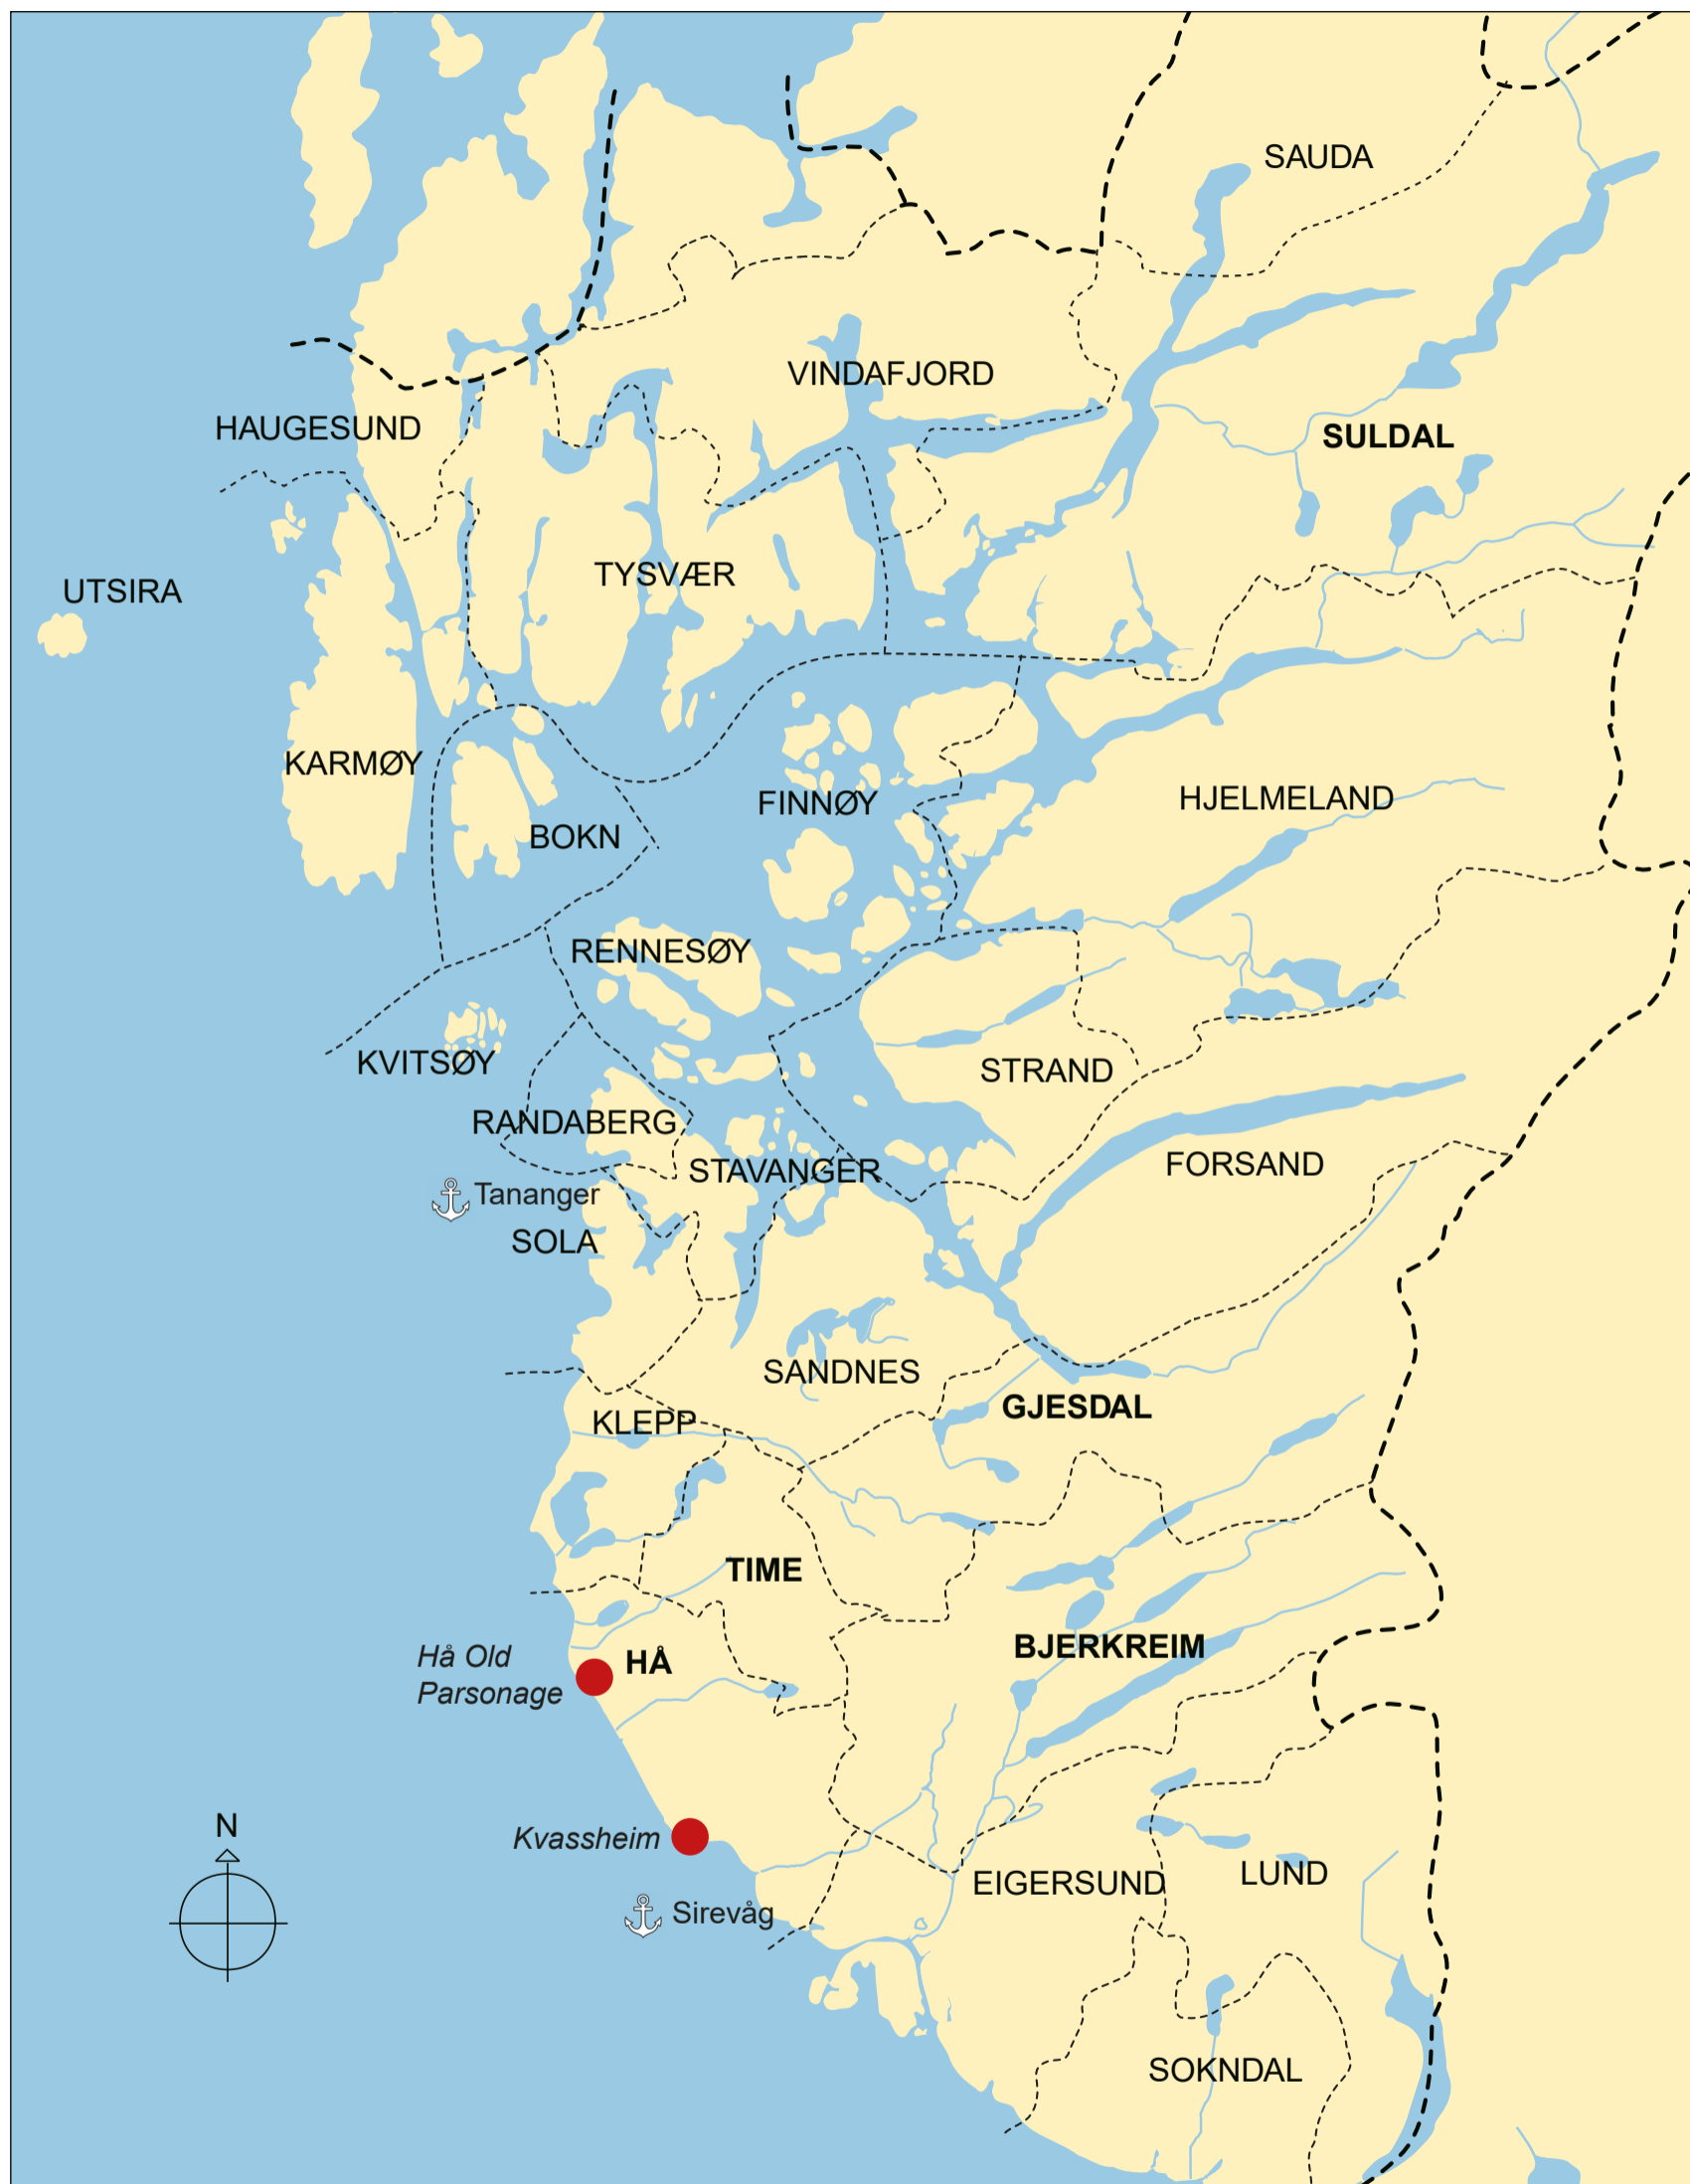 SAUDA
VINDAFJORD
HAUGESUND
SULDAL
UTSIRA
TYSVÆR
KARMØY
FINNØY
HJELMELAND
BOKN
RENNESØY
KVITSØY
STRAND
RANDABERG
STAVANGER
FORSAND
Tananger
SOLA
SANDNES
GJESDAL
KLEPP
TIME
BJERKREIM
Hå Old
Parsonage
HÅ
N
Kvassheim
EIGERSUND
LUND
Sirevåg
SOKNDAL